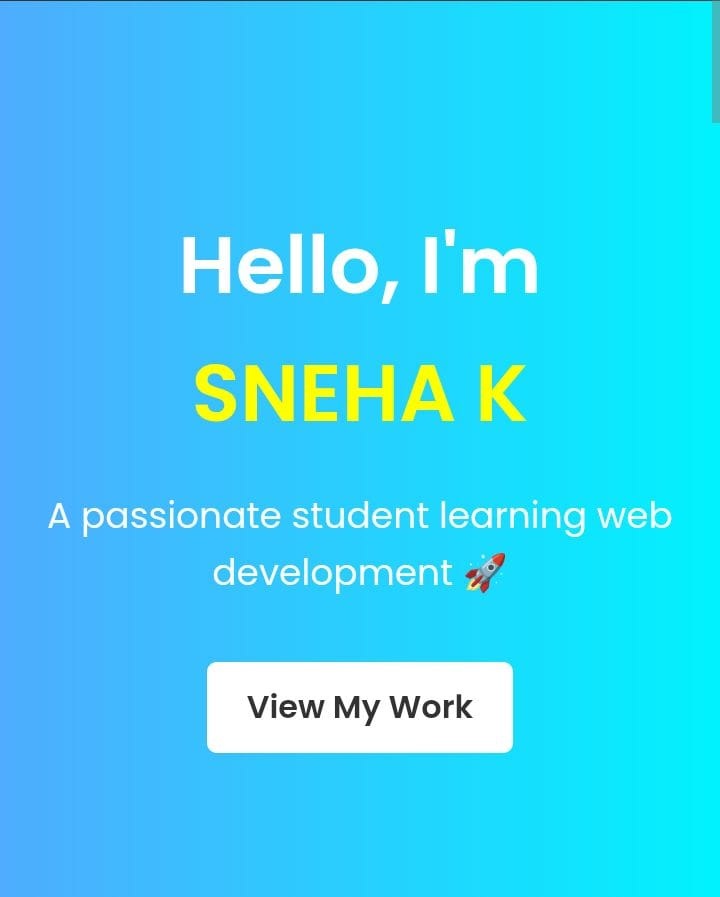 Hello, I'm
SNEHA K
A passionate student learning web
development 🚀
View My Work